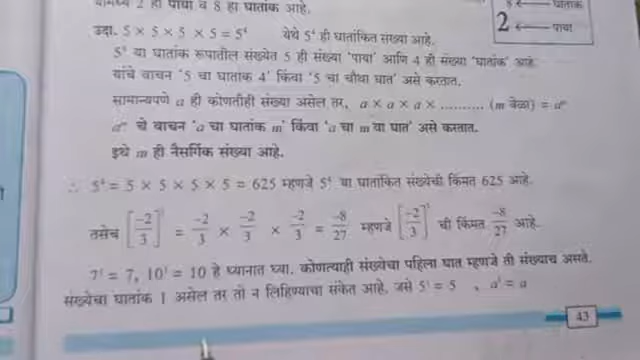 यामध्ये 2 हा पाया व 8 हा घातांक आहे.
8 ← घातांक
2 ← पाया
उदा. 5 × 5 × 5 × 5 = 5⁴ येथे 5⁴ ही घातांकित संख्या आहे.
5⁴ या घातांक रूपातील संख्येत 5 ही संख्या 'पाया' आणि 4 ही संख्या 'घातांक' आहे.
यांचे वाचन '5 चा घातांक 4' किंवा '5 चा चौथा घात' असे करतात.
सामान्यपणे a ही कोणतीही संख्या असेल तर, a × a × a × .......... (m वेळा) = aᵐ
aᵐ चे वाचन 'a चा घातांक m' किंवा 'a चा m वा घात' असे करतात.
इथे m ही नैसर्गिक संख्या आहे.
∴ 5⁴ = 5 × 5 × 5 × 5 = 625 म्हणजे 5⁴ या घातांकित संख्येची किंमत 625 आहे.
तसेच [-2/3]³ = -2/3 × -2/3 × -2/3 = -8/27 म्हणजे [-2/3]³ ची किंमत -8/27 आहे.
7¹ = 7, 10¹ = 10 हे ध्यानात घ्या. कोणत्याही संख्येचा पहिला घात म्हणजे ती संख्याच असते.
संख्येचा घातांक 1 असेल तर तो न लिहिण्याचा संकेत आहे. जसे 5¹ = 5 , a¹ = a
43